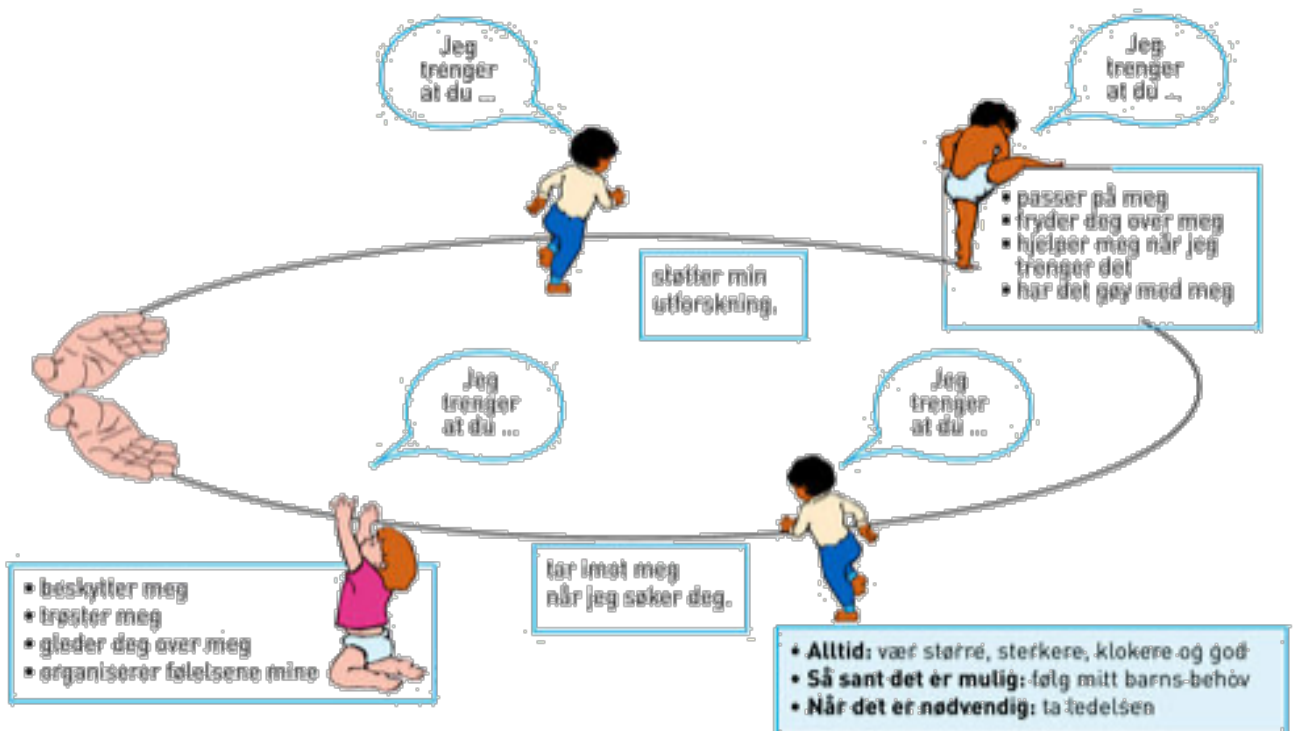 Jeg
trenger
at du ...
Jeg
trenger
at du ...
støtter min
utforskning.
• passer på meg
• fryder deg over meg
• hjelper meg når jeg
trenger det
• har det gøy med meg
Jeg
trenger
at du ...
Jeg
trenger
at du ...
• beskytter meg
• trøster meg
• gleder deg over meg
• organiserer følelsene mine
tar imot meg
når jeg søker deg.
• Alltid: vær større, sterkere, klokere og god
• Så sant det er mulig: følg mitt barns behov
• Når det er nødvendig: ta ledelsen